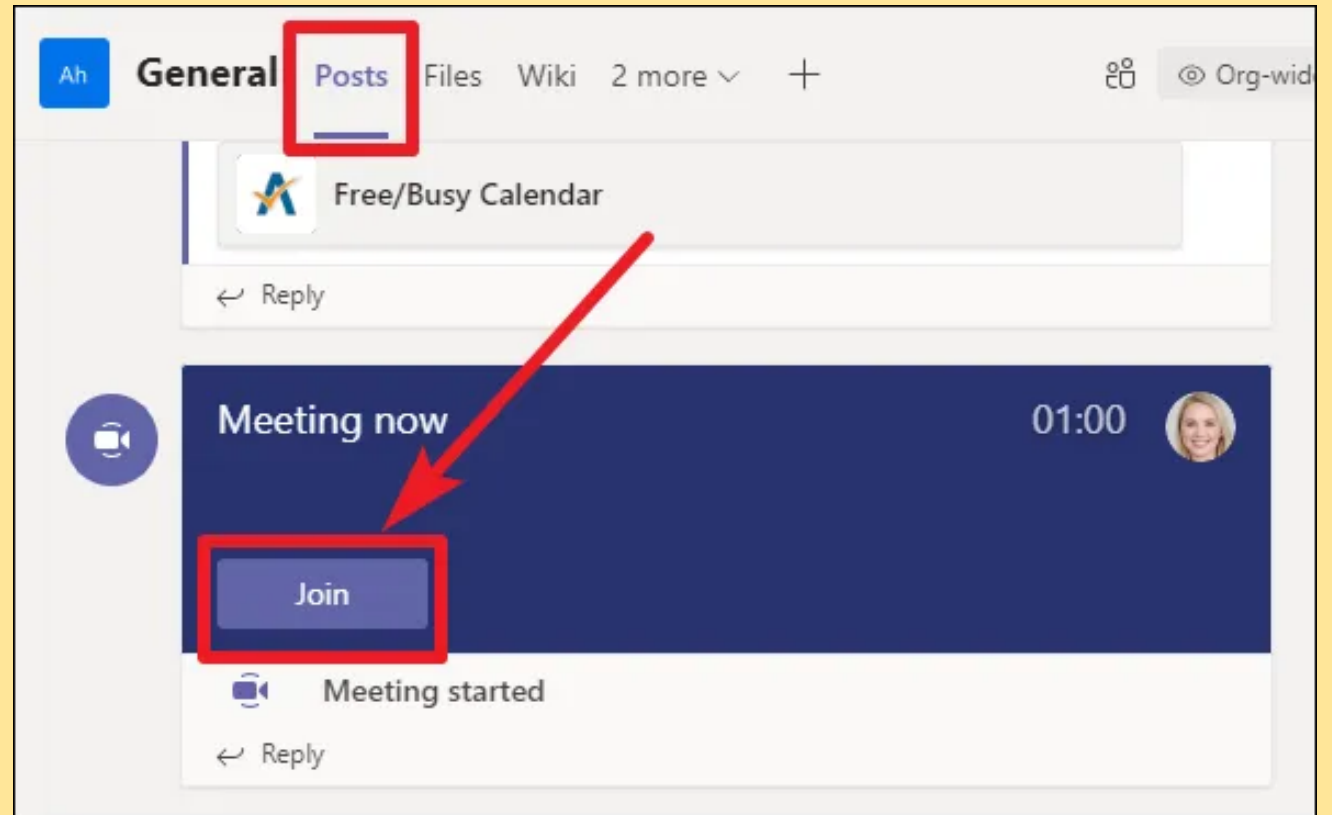 Ah General Posts Files Wiki 2 more Org-wide
Free/Busy Calendar
Reply
Meeting now 01:00
Join
Meeting started
Reply